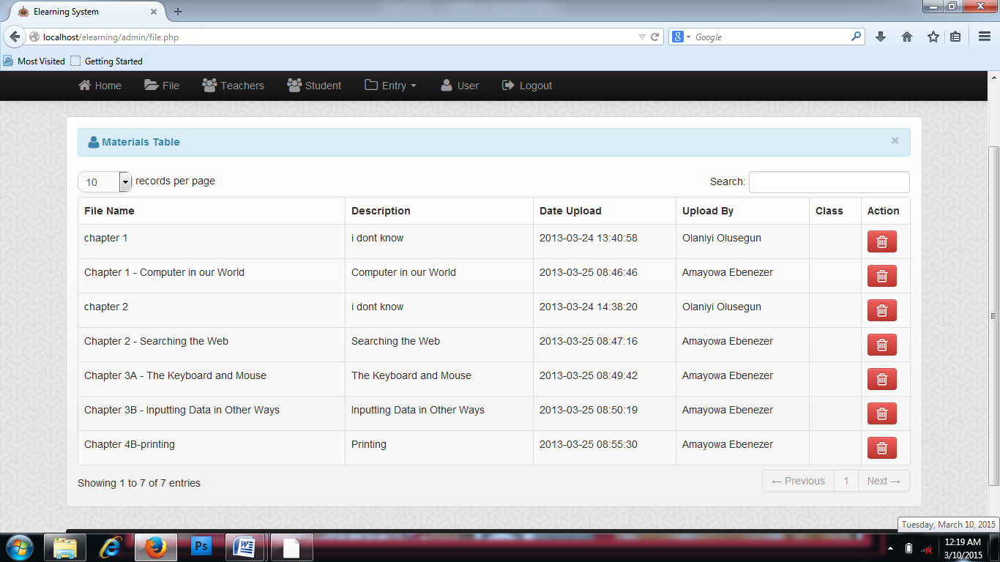 Elearning System
localhost/elearning/admin/file.php
Google
Most Visited Getting Started
Home File Teachers Student Entry User Logout
Materials Table ×
10 records per page Search:
File Name Description Date Upload Upload By Class Action
chapter 1 i dont know 2013-03-24 13:40:58 Olaniyi Olusegun
Chapter 1 - Computer in our World Computer in our World 2013-03-25 08:46:46 Amayowa Ebenezer
chapter 2 i dont know 2013-03-24 14:38:20 Olaniyi Olusegun
Chapter 2 - Searching the Web Searching the Web 2013-03-25 08:47:16 Amayowa Ebenezer
Chapter 3A - The Keyboard and Mouse The Keyboard and Mouse 2013-03-25 08:49:42 Amayowa Ebenezer
Chapter 3B - Inputting Data in Other Ways Inputting Data in Other Ways 2013-03-25 08:50:19 Amayowa Ebenezer
Chapter 4B-printing Printing 2013-03-25 08:55:30 Amayowa Ebenezer
Showing 1 to 7 of 7 entries ← Previous 1 Next →
Tuesday, March 10, 2015
Ps
12:19 AM
3/10/2015